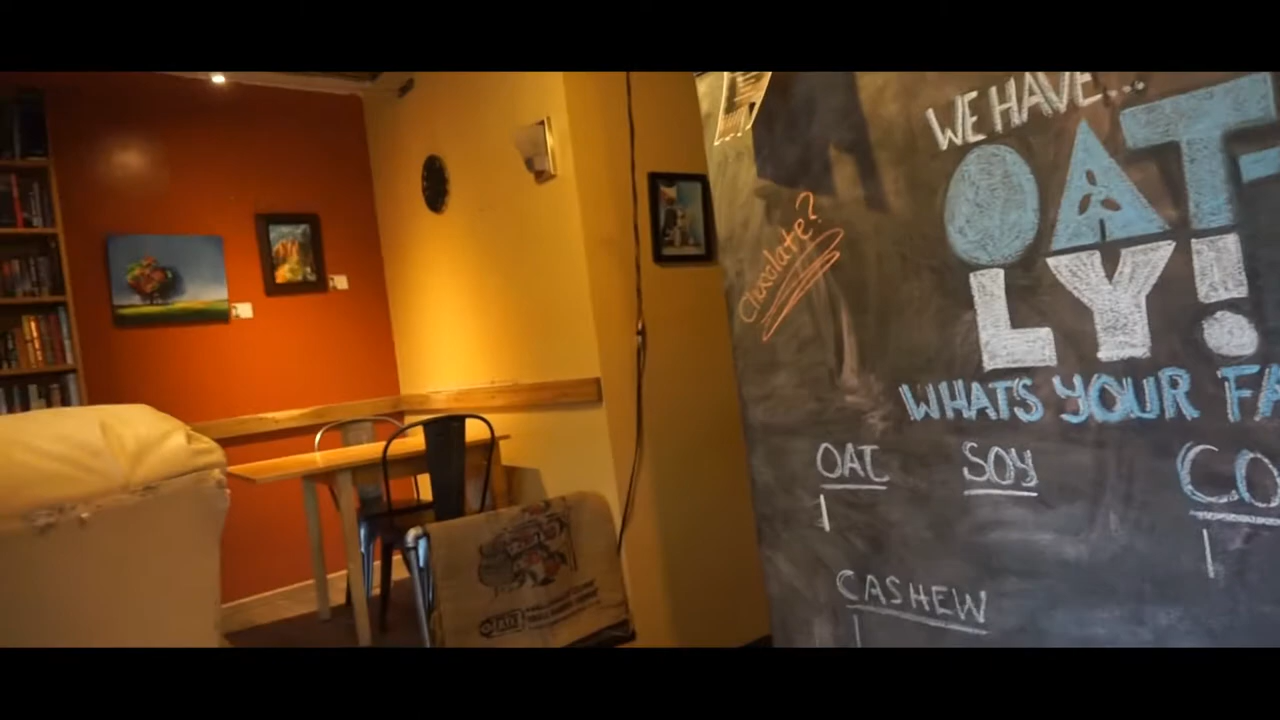 WE HAVE...
OAT
LY!
Chocolate?
WHATS YOUR FA
OAT SOY CO
CASHEW